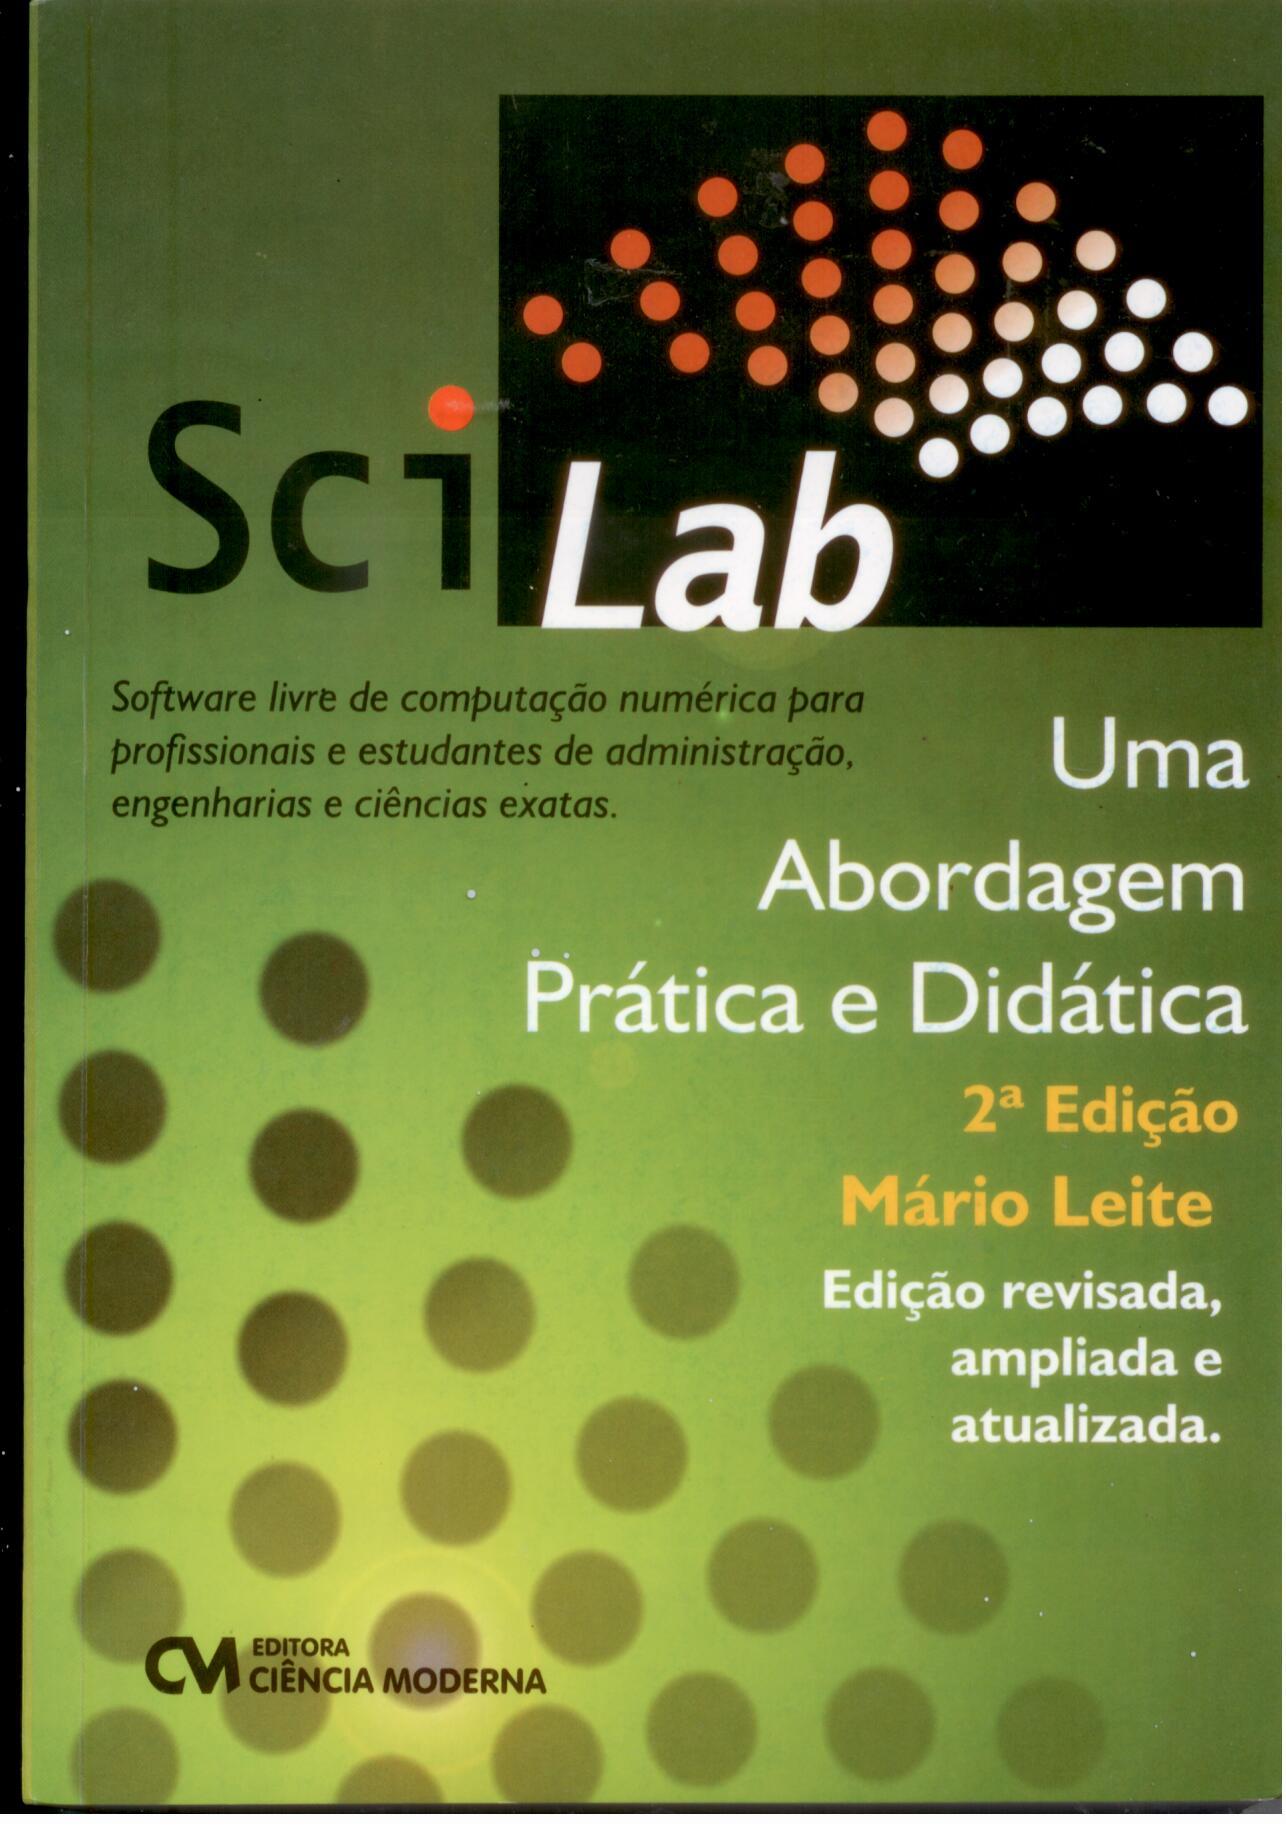 Sci
Lab
Software livre de computação numérica para
profissionais e estudantes de administração,
engenharias e ciências exatas.
Uma
Abordagem
Prática e Didática
2ª Edição
Mário Leite
Edição revisada,
ampliada e
atualizada.
CM EDITORA
CIÊNCIA MODERNA